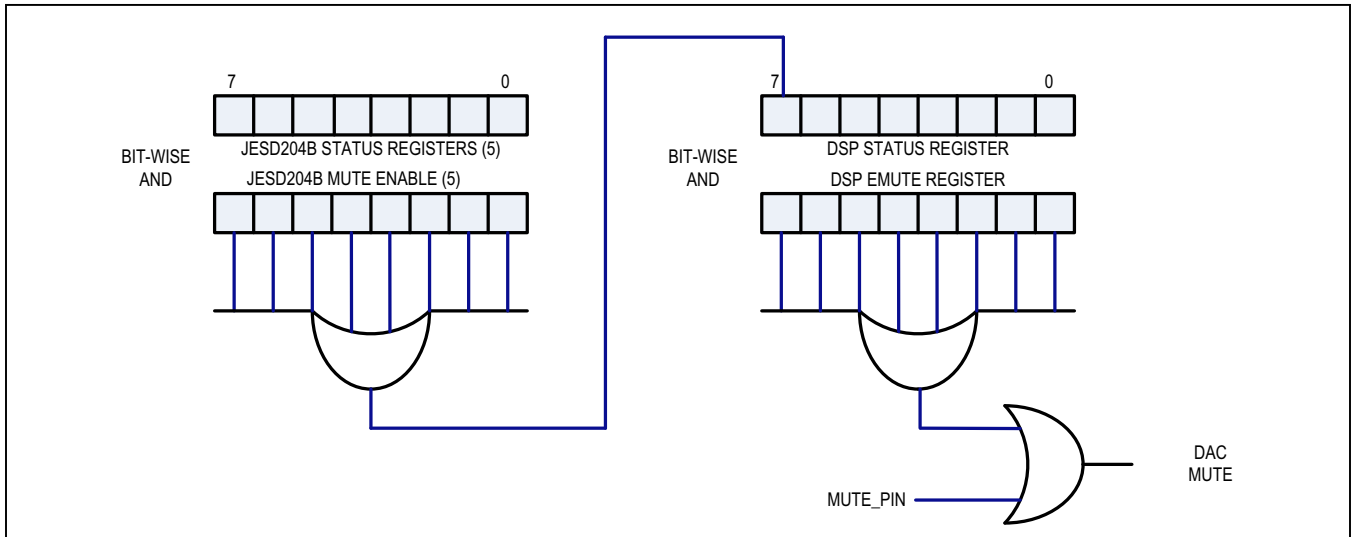 7
0
BIT-WISE
AND
JESD204B STATUS REGISTERS (5)
JESD204B MUTE ENABLE (5)
7
0
BIT-WISE
AND
DSP STATUS REGISTER
DSP EMUTE REGISTER
MUTE_PIN
DAC
MUTE